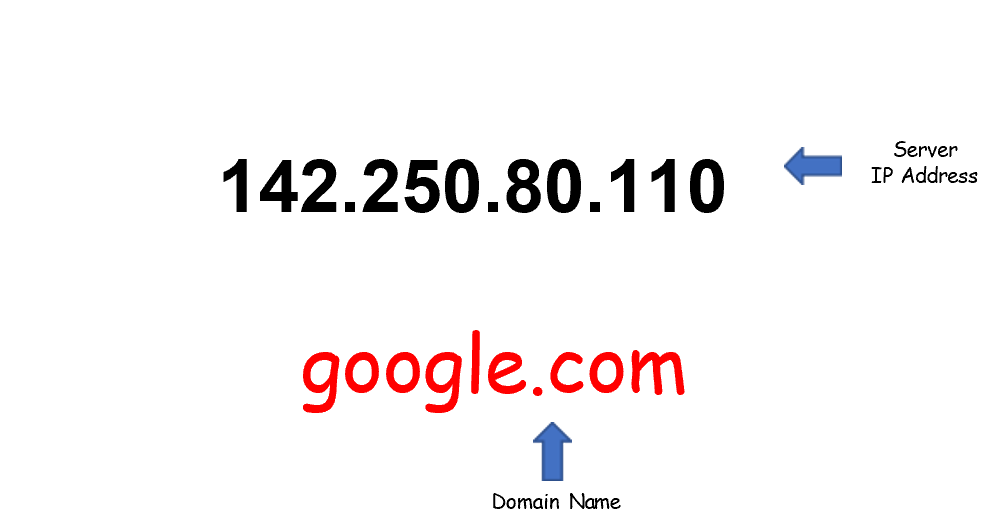 142.250.80.110
Server
IP Address
google.com
Domain Name